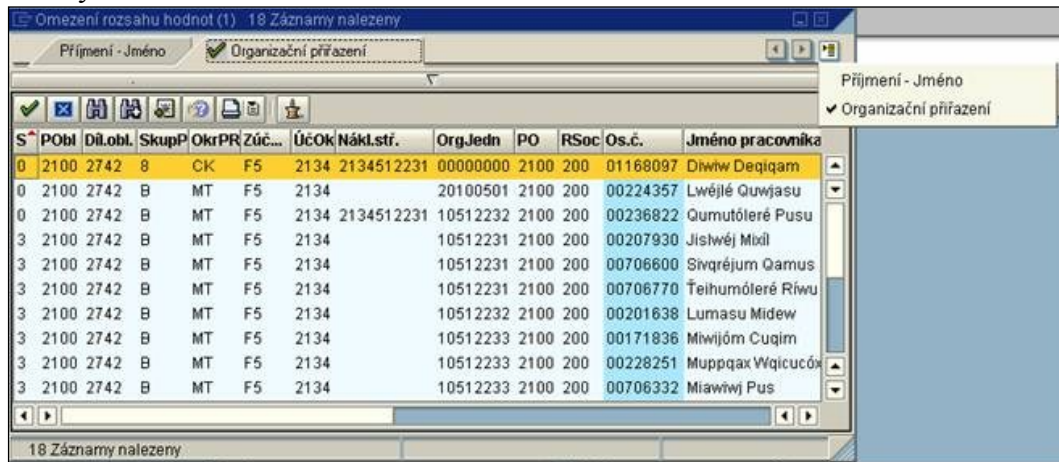 Omezení rozsahu hodnot (1) 18 Záznamy nalezeny
Příjmení - Jméno Organizační přiřazení
Příjmení - Jméno
Organizační přiřazení
S PObl Díl.obl. SkupP OkrPR Zúč... ÚčOk Nákl.stř. Org.Jedn PO RSoc Os.č. Jméno pracovníka
0 2100 2742 8 CK F5 2134 2134512231 00000000 2100 200 01168097 Diwiw Deqiqam
0 2100 2742 B MT F5 2134 20100501 2100 200 00224357 Lwéjlé Quwjasu
0 2100 2742 B MT F5 2134 2134512231 10512232 2100 200 00236822 Qumutóleré Pusu
3 2100 2742 B MT F5 2134 10512231 2100 200 00207930 Jislwéj Mixíl
3 2100 2742 B MT F5 2134 10512231 2100 200 00706600 Sivqréjum Qamus
3 2100 2742 B MT F5 2134 10512231 2100 200 00706770 Ťeihumóleré Ríwu
3 2100 2742 B MT F5 2134 10512232 2100 200 00201638 Lumasu Midew
3 2100 2742 B MT F5 2134 10512233 2100 200 00171836 Miwijóm Cuqim
3 2100 2742 B MT F5 2134 10512233 2100 200 00228251 Muppqax Wqicucóx
3 2100 2742 B MT F5 2134 10512233 2100 200 00706332 Miawiwj Pus
18 Záznamy nalezeny